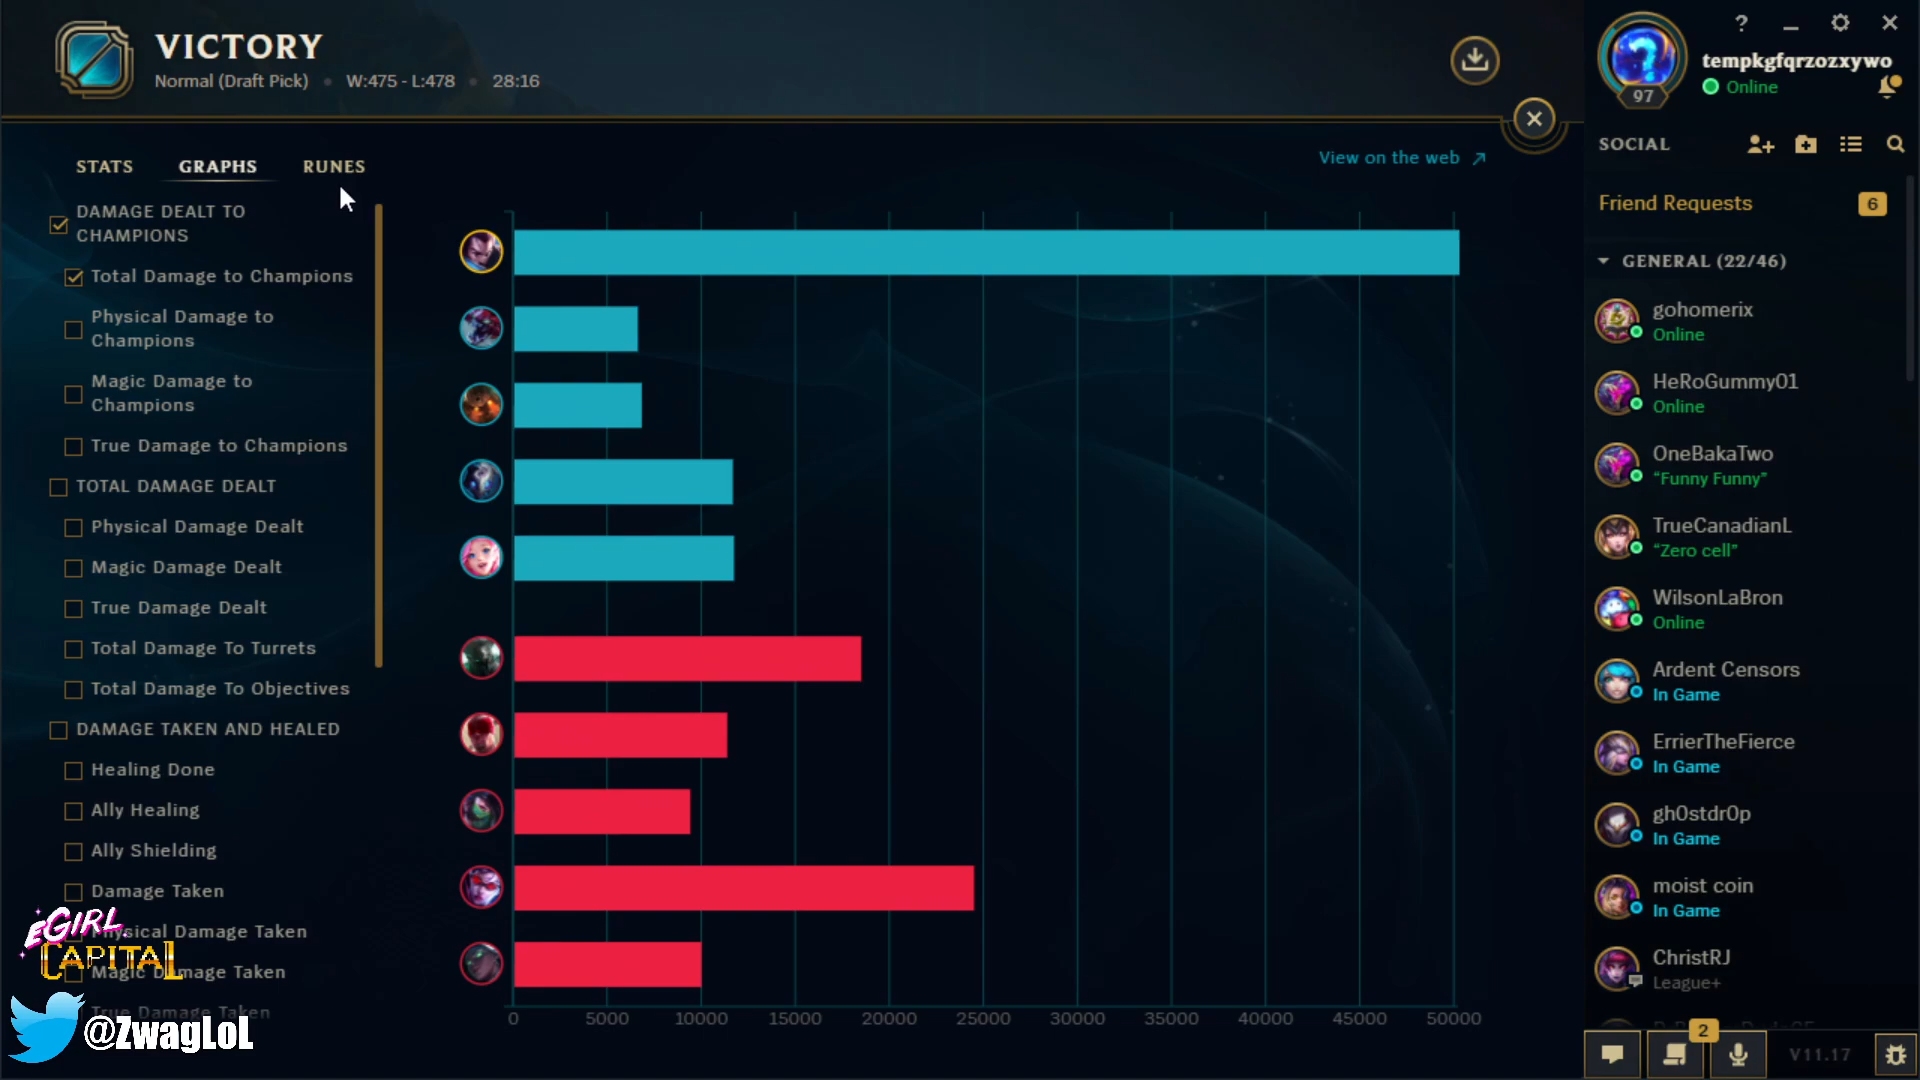 VICTORY
Normal (Draft Pick) • W:475 - L:478 • 28:16
STATS GRAPHS RUNES
View on the web
DAMAGE DEALT TO
CHAMPIONS
Total Damage to Champions
Physical Damage to
Champions
Magic Damage to
Champions
True Damage to Champions
TOTAL DAMAGE DEALT
Physical Damage Dealt
Magic Damage Dealt
True Damage Dealt
Total Damage To Turrets
Total Damage To Objectives
DAMAGE TAKEN AND HEALED
Healing Done
Ally Healing
Ally Shielding
Damage Taken
Physical Damage Taken
Magic Damage Taken
True Damage Taken
eGIRL
CAPITAL
@ZwagLoL
0 5000 10000 15000 20000 25000 30000 35000 40000 45000 50000
?
97
tempkgfqrzozxywo
Online
SOCIAL
Friend Requests 6
GENERAL (22/46)
gohomerix
Online
HeRoGummy01
Online
OneBakaTwo
“Funny Funny”
TrueCanadianL
“Zero cell”
WilsonLaBron
Online
Ardent Censors
In Game
ErrierTheFierce
In Game
gh0stdr0p
In Game
moist coin
In Game
ChristRJ
League+
2
V11.17